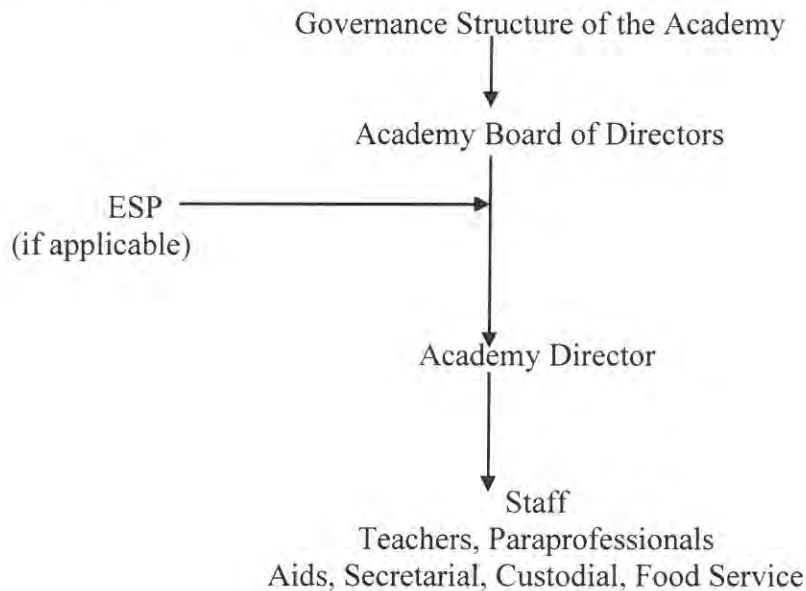 Governance Structure of the Academy
Academy Board of Directors
ESP
(if applicable)
Academy Director
Staff
Teachers, Paraprofessionals
Aids, Secretarial, Custodial, Food Service